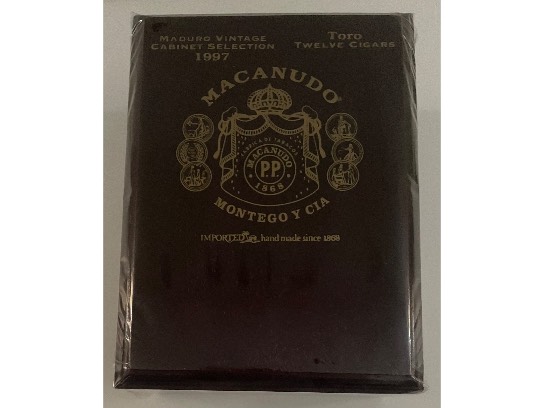 MADURO VINTAGE
CABINET SELECTION
1997
TORO
TWELVE CIGARS
MACANUDO®
MACANUDO
P.P.
1868
MONTEGO Y CIA
IMPORTED hand made since 1868